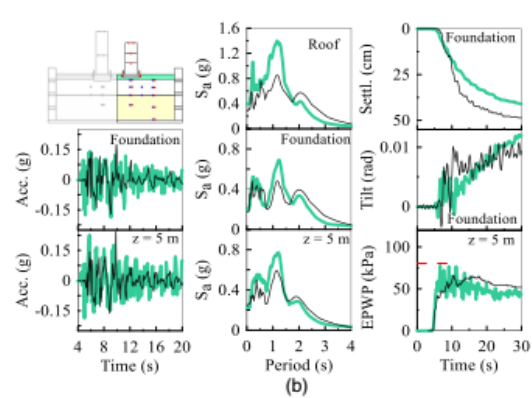 1.6
1.2
0.8
0.4
0
Sa (g)
Roof
0
25
50
Settl. (cm)
Foundation
0.15
0
-0.15
Acc. (g)
Foundation
0.8
0.4
0
Sa (g)
Foundation
0.01
0
Tilt (rad)
Foundation
0.15
0
-0.15
Acc. (g)
z = 5 m
4 8 12 16 20
Time (s)
0.8
0.4
0
Sa (g)
z = 5 m
0 1 2 3 4
Period (s)
100
50
0
EPWP (kPa)
z = 5 m
0 10 20 30
Time (s)
(b)